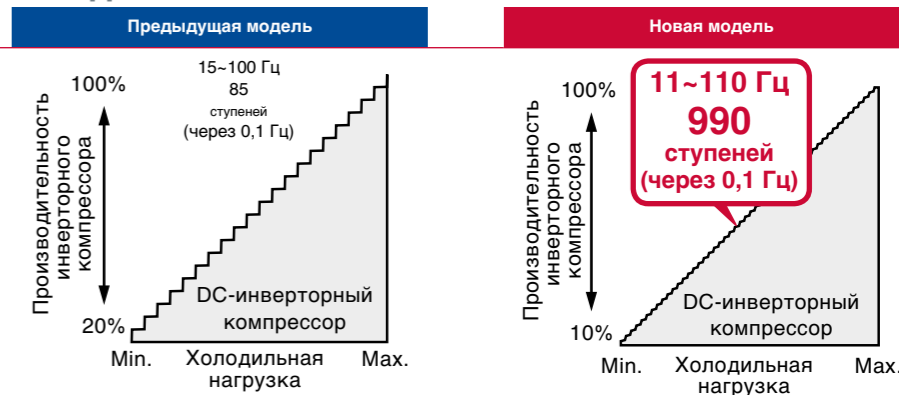 Предыдущая модель
15~100 Гц
85
ступеней
(через 0,1 Гц)
100%
20%
Производительность
инверторного
компрессора
DC-инверторный
компрессор
Min.
Холодильная
нагрузка
Max.
Новая модель
11~110 Гц
990
ступеней
(через 0,1 Гц)
100%
10%
Производительность
инверторного
компрессора
DC-инверторный
компрессор
Min.
Холодильная
нагрузка
Max.